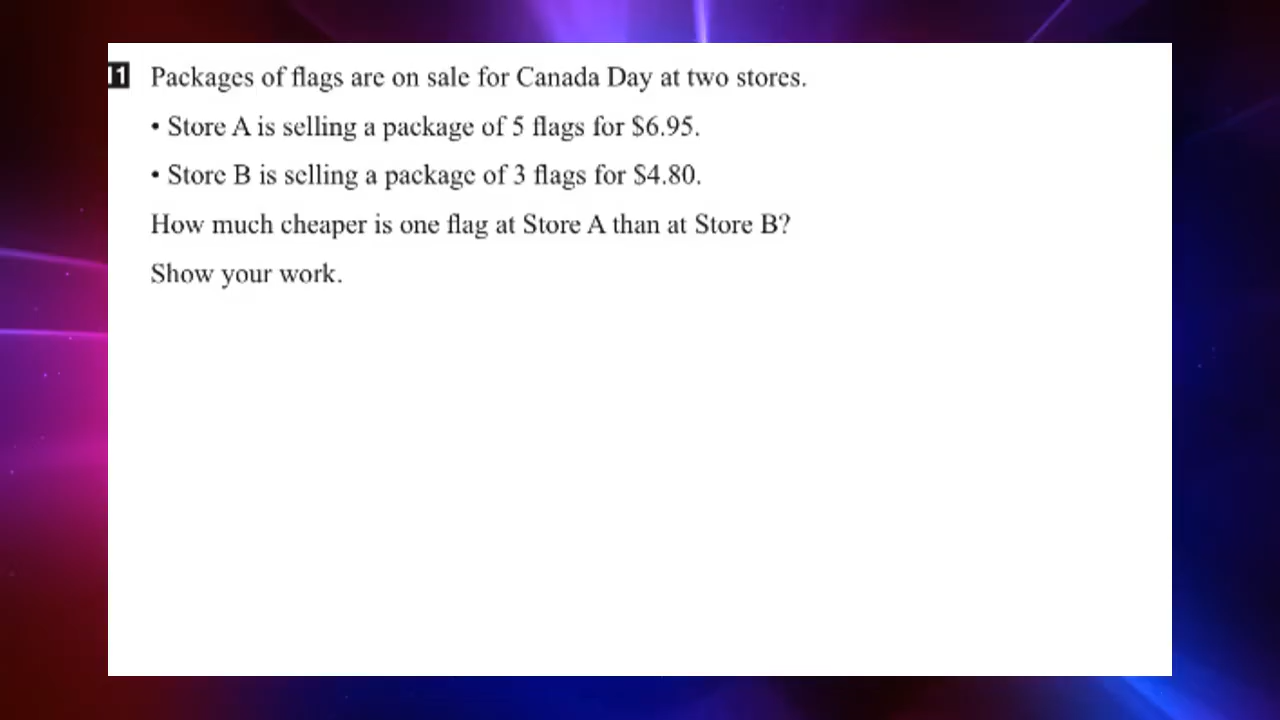 11 Packages of flags are on sale for Canada Day at two stores.
• Store A is selling a package of 5 flags for $6.95.
• Store B is selling a package of 3 flags for $4.80.
How much cheaper is one flag at Store A than at Store B?
Show your work.